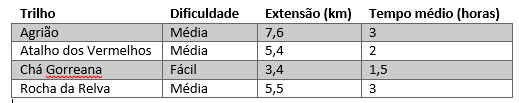 Trilho Dificuldade Extensão (km) Tempo médio (horas)
Agrião Média 7,6 3
Atalho dos Vermelhos Média 5,4 2
Chá Gorreana Fácil 3,4 1,5
Rocha da Relva Média 5,5 3